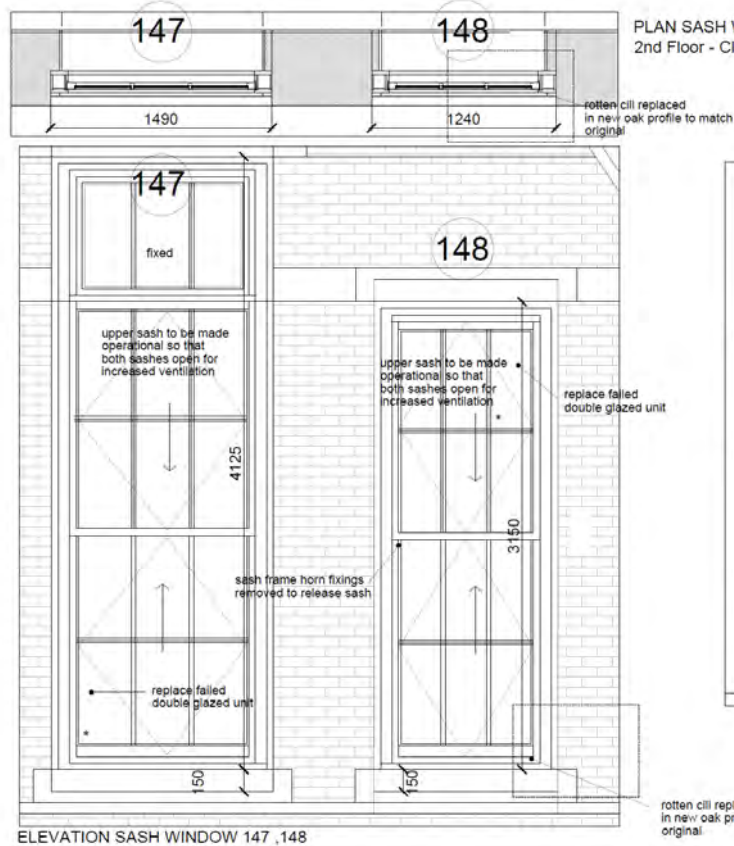 147
148
PLAN SASH
2nd Floor -
rotten cill replaced
in new oak profile to match
original
1490
1240
147
fixed
148
upper sash to be made
operational so that
both sashes open for
increased ventilation
upper sash to be made
operational so that
both sashes open for
increased ventilation
*
replace failed
double glazed unit
4125
3150
sash frame horn fixings
removed to release sash
replace failed
double glazed unit
*
150
150
rotten cill
in new oak
original
ELEVATION SASH WINDOW 147 ,148